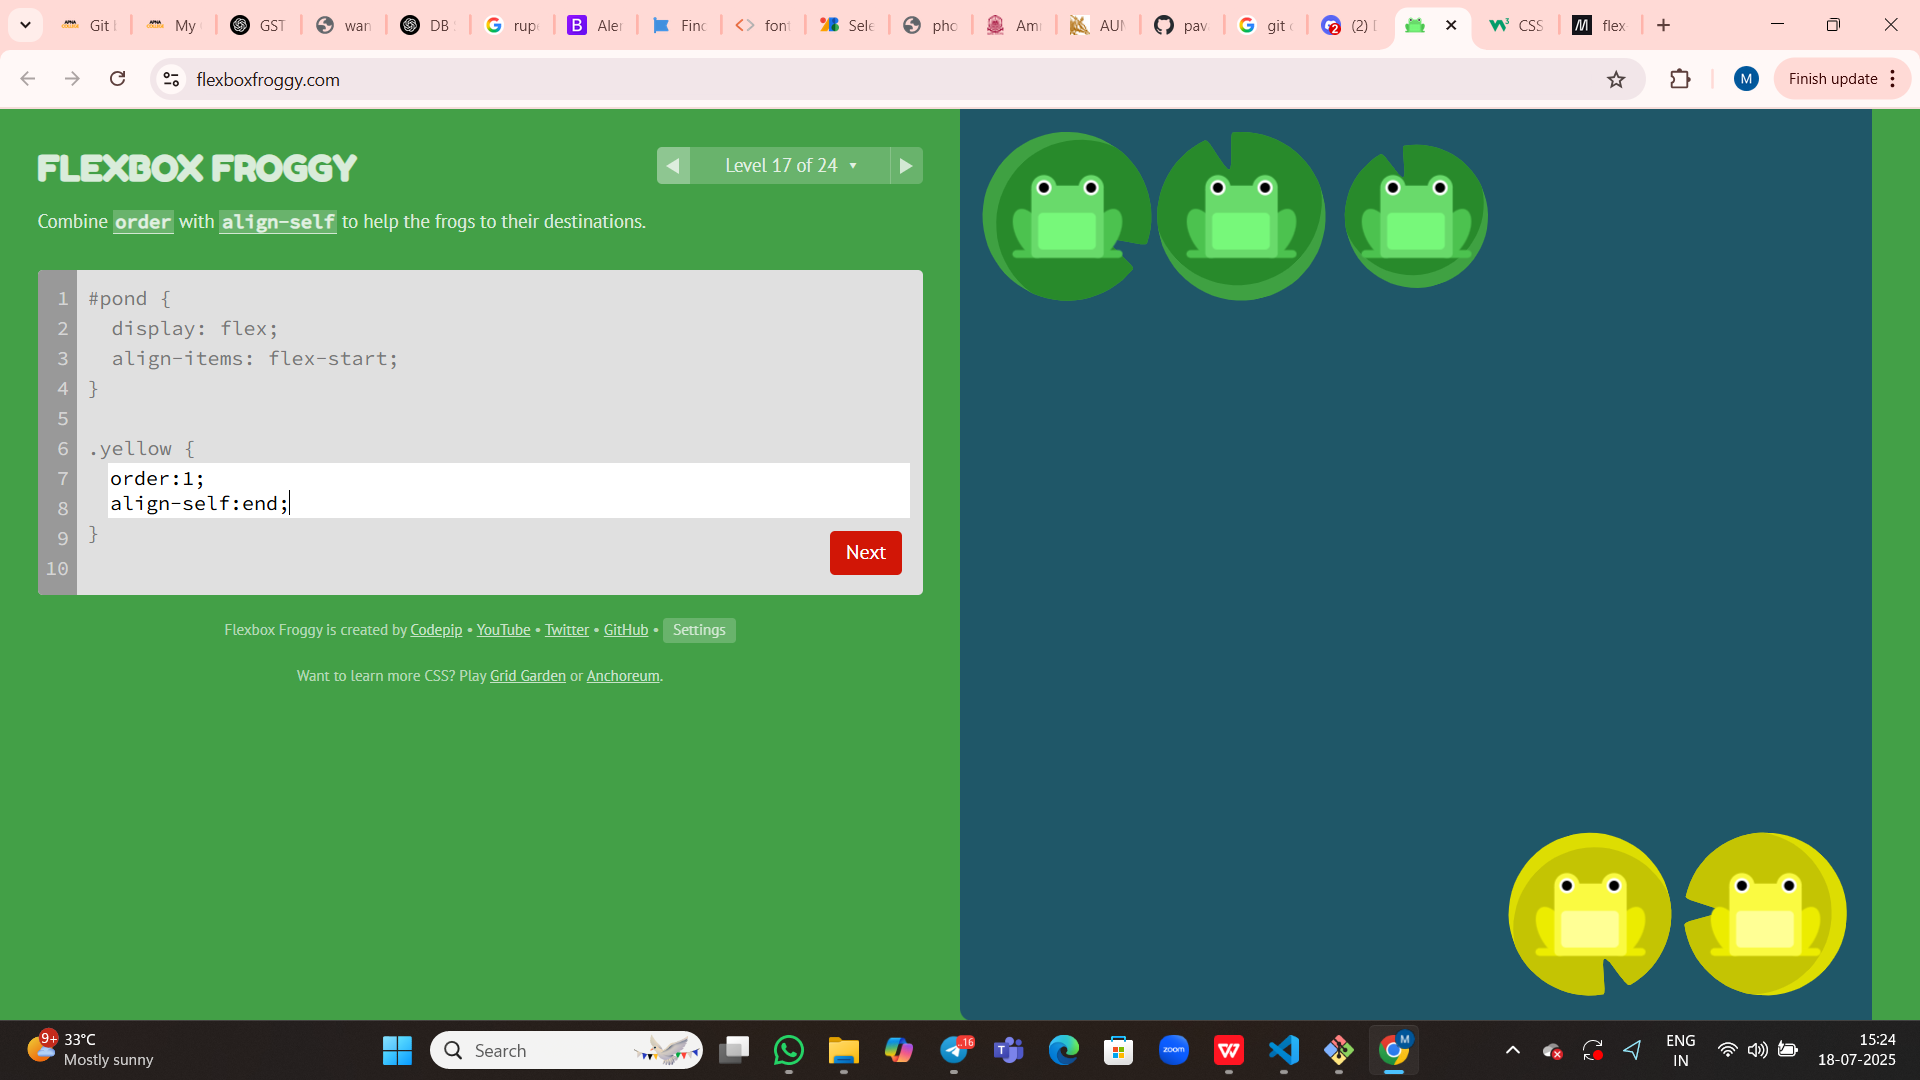 Git
My
GST
wan
DB
rup
B
Aler
Finc
font
Sele
pho
Am
AUM
pav
git
2
(2)
CSS
M
flex
flexboxfroggy.com
M
Finish update
FLEXBOX FROGGY
Level 17 of 24
Combine order with align-self to help the frogs to their destinations.
1 #pond {
2 display: flex;
3 align-items: flex-start;
4 }
5
6 .yellow {
7 order:1;
8 align-self:end;
9 }
10
Next
Flexbox Froggy is created by Codepip • YouTube • Twitter • GitHub • Settings
Want to learn more CSS? Play Grid Garden or Anchoreum.
9+
33°C
Mostly sunny
Search
..16
zoom
W
M
ENG
IN
15:24
18-07-2025